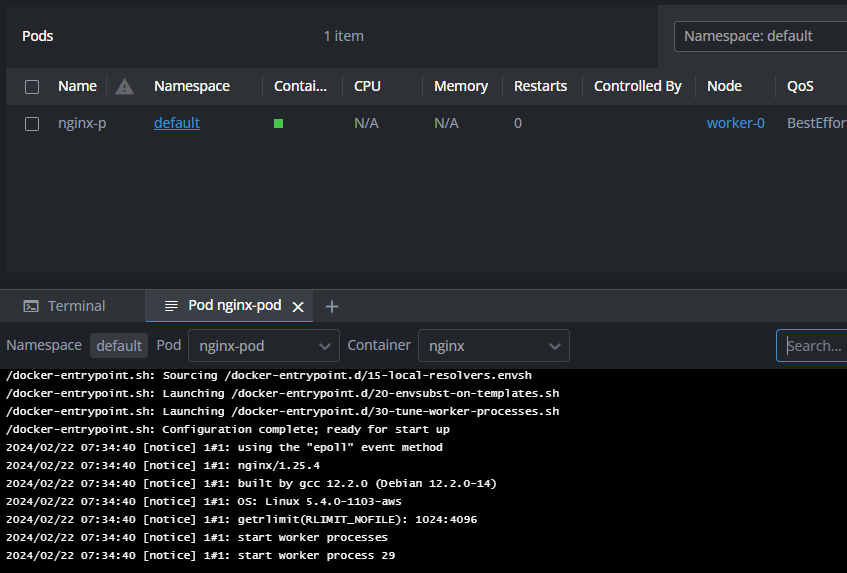 Pods 1 item Namespace: default
Name Namespace Contai... CPU Memory Restarts Controlled By Node QoS
nginx-p default N/A N/A 0 worker-0 BestEffor
Terminal Pod nginx-pod
Namespace default Pod nginx-pod Container nginx Search...
/docker-entrypoint.sh: Sourcing /docker-entrypoint.d/15-local-resolvers.envsh
/docker-entrypoint.sh: Launching /docker-entrypoint.d/20-envsubst-on-templates.sh
/docker-entrypoint.sh: Launching /docker-entrypoint.d/30-tune-worker-processes.sh
/docker-entrypoint.sh: Configuration complete; ready for start up
2024/02/22 07:34:40 [notice] 1#1: using the "epoll" event method
2024/02/22 07:34:40 [notice] 1#1: nginx/1.25.4
2024/02/22 07:34:40 [notice] 1#1: built by gcc 12.2.0 (Debian 12.2.0-14)
2024/02/22 07:34:40 [notice] 1#1: OS: Linux 5.4.0-1103-aws
2024/02/22 07:34:40 [notice] 1#1: getrlimit(RLIMIT_NOFILE): 1024:4096
2024/02/22 07:34:40 [notice] 1#1: start worker processes
2024/02/22 07:34:40 [notice] 1#1: start worker process 29